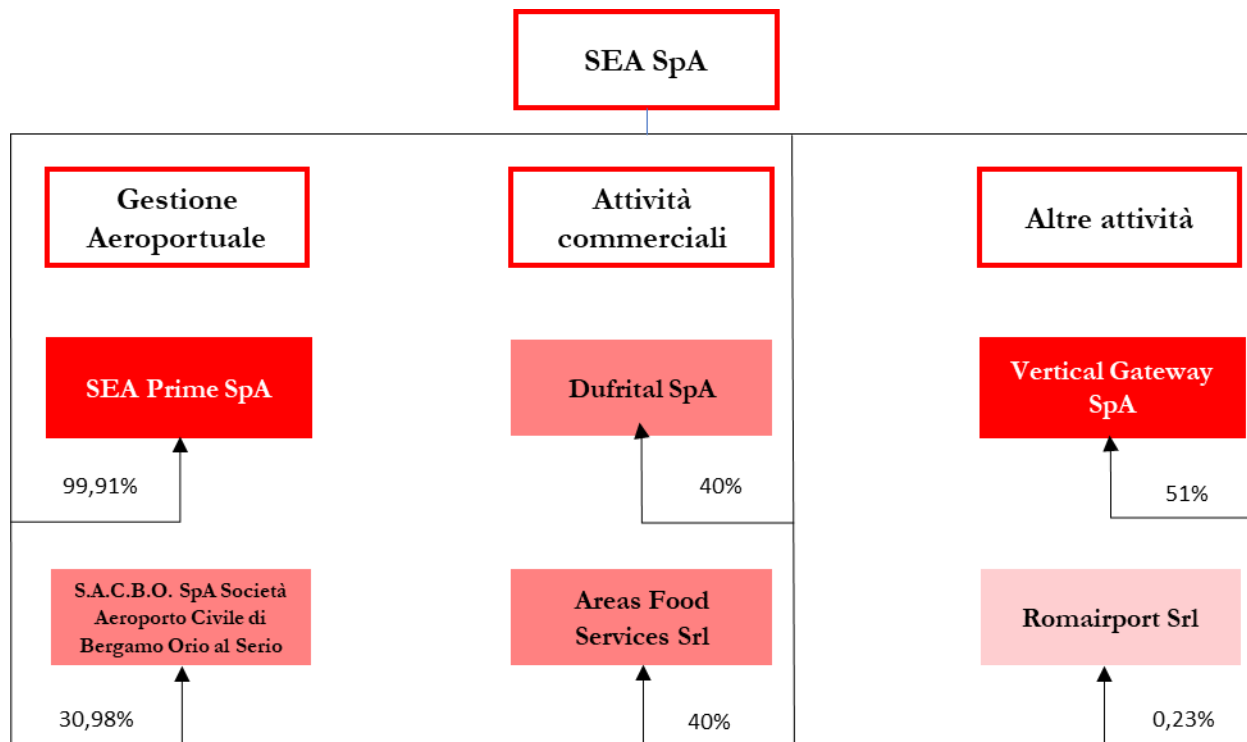 SEA SpA
Gestione
Aeroportuale
Attività
commerciali
Altre attività
SEA Prime SpA
Dufrital SpA
Vertical Gateway
SpA
99,91%
40%
51%
S.A.C.B.O. SpA Società
Aeroporto Civile di
Bergamo Orio al Serio
Areas Food
Services Srl
Romairport Srl
30,98%
40%
0,23%